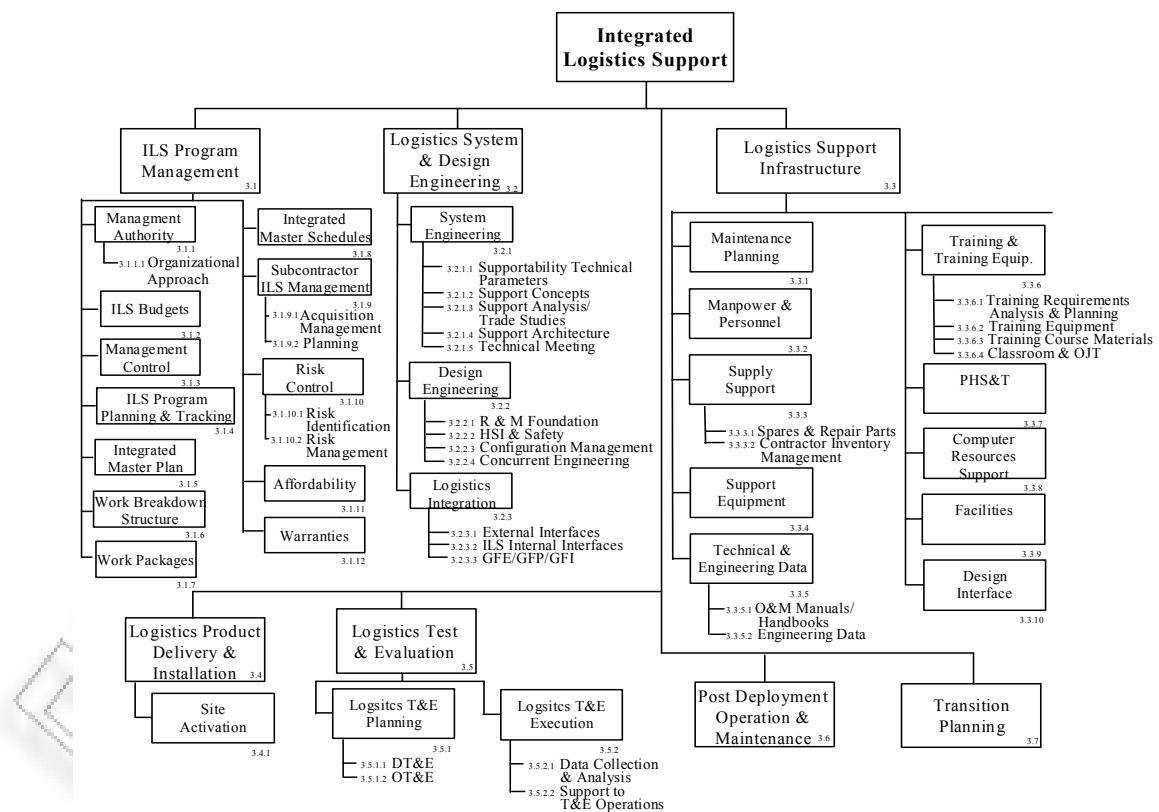 Integrated
Logistics Support
ILS Program
Management
3.1
Managment
Authority
3.1.1
3.1.1.1 Organizational
Approach
ILS Budgets
3.1.2
Management
Control
3.1.3
ILS Program
Planning & Tracking
3.1.4
Integrated
Master Plan
3.1.5
Work Breakdown
Structure
3.1.6
Work Packages
3.1.7
Integrated
Master Schedules
3.1.8
Subcontractor
ILS Management
3.1.9
3.1.9.1 Acquisition
Management
3.1.9.2 Planning
Risk
Control
3.1.10
3.1.10.1 Risk
Identification
3.1.10.2 Risk
Management
Affordability
3.1.11
Warranties
3.1.12
Logistics System
& Design
Engineering
3.2
System
Engineering
3.2.1
3.2.1.1 Supportability Technical
Parameters
3.2.1.2 Support Concepts
3.2.1.3 Support Analysis/
Trade Studies
3.2.1.4 Support Architecture
3.2.1.5 Technical Meeting
Design
Engineering
3.2.2
3.2.2.1 R & M Foundation
3.2.2.2 HSI & Safety
3.2.2.3 Configuration Management
3.2.2.4 Concurrent Engineering
Logistics
Integration
3.2.3
3.2.3.1 External Interfaces
3.2.3.2 ILS Internal Interfaces
3.2.3.3 GFE/GFP/GFI
Logistics Support
Infrastructure
3.3
Maintenance
Planning
3.3.1
Manpower &
Personnel
3.3.2
Supply
Support
3.3.3
3.3.3.1 Spares & Repair Parts
3.3.3.2 Contractor Inventory
Management
Support
Equipment
3.3.4
Technical &
Engineering Data
3.3.5
3.3.5.1 O&M Manuals/
Handbooks
3.3.5.2 Engineering Data
Training &
Training Equip.
3.3.6
3.3.6.1 Training Requirements
Analysis & Planning
3.3.6.2 Training Equipment
3.3.6.3 Training Course Materials
3.3.6.4 Classroom & OJT
PHS&T
3.3.7
Computer
Resources
Support
3.3.8
Facilities
3.3.9
Design
Interface
3.3.10
Logistics Product
Delivery &
Installation
3.4
Site
Activation
3.4.1
Logistics Test
& Evaluation
3.5
Logsitcs T&E
Planning
3.5.1
3.5.1.1 DT&E
3.5.1.2 OT&E
Logsitcs T&E
Execution
3.5.2
3.5.2.1 Data Collection
& Analysis
3.5.2.2 Support to
T&E Operations
Post Deployment
Operation &
Maintenance
3.6
Transition
Planning
3.7